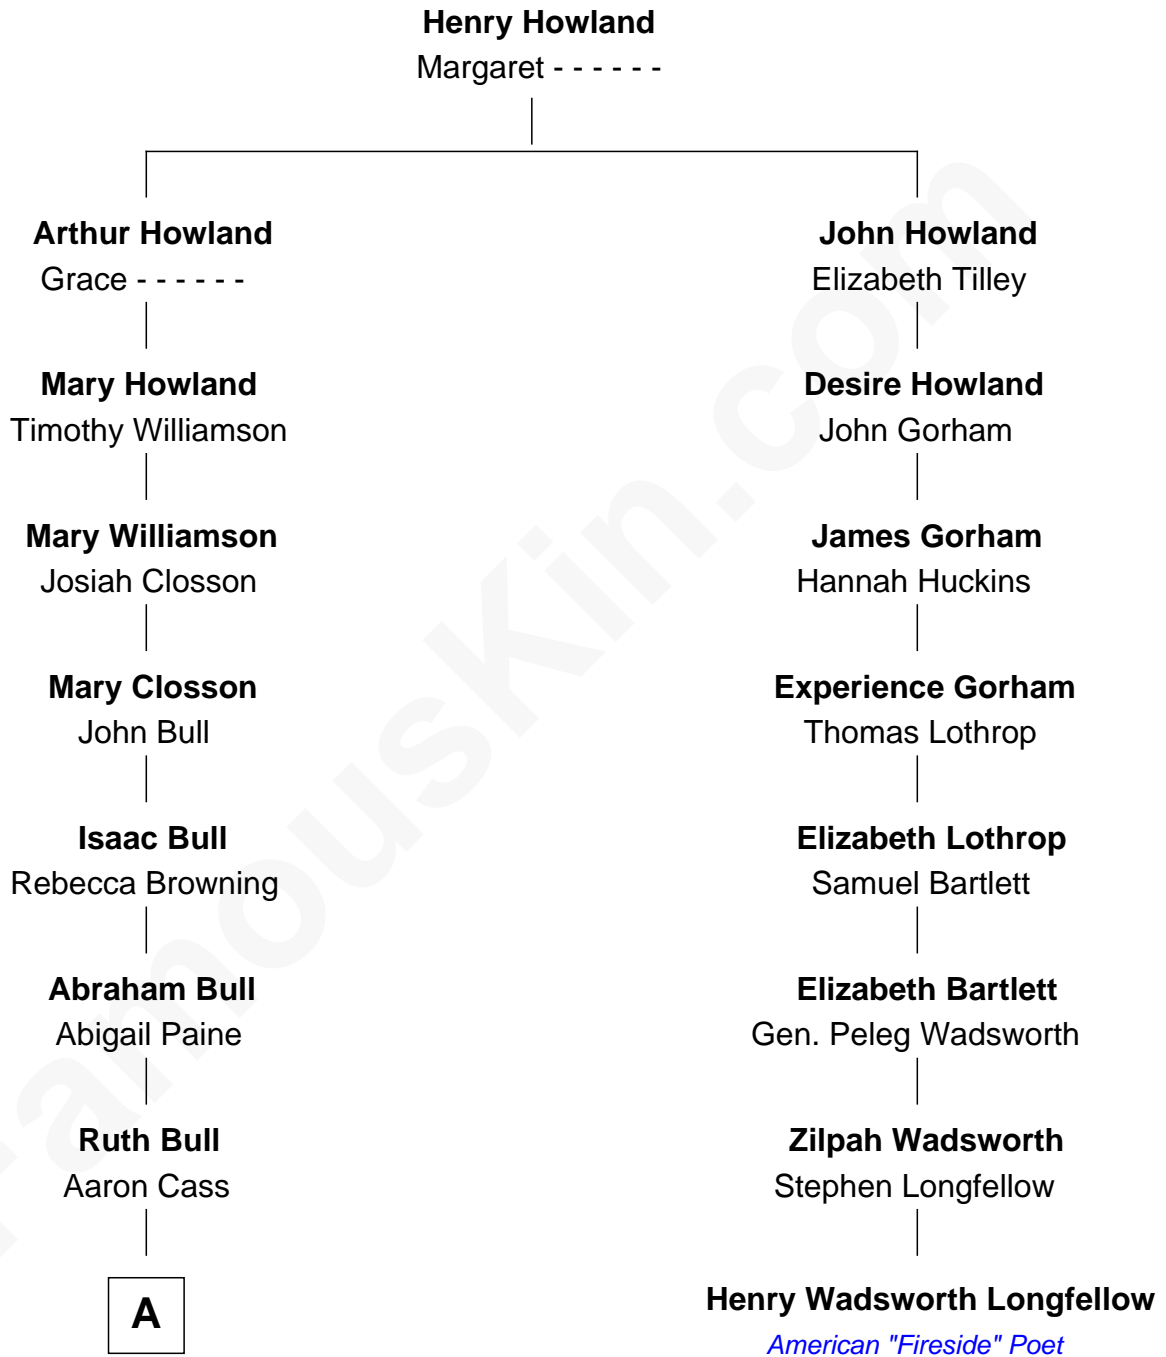 Henry Howland
Margaret - - - - - -
Arthur Howland
Grace - - - - - -
John Howland
Elizabeth Tilley
Mary Howland
Timothy Williamson
Desire Howland
John Gorham
Mary Williamson
Josiah Closson
James Gorham
Hannah Huckins
Mary Closson
John Bull
Experience Gorham
Thomas Lothrop
Isaac Bull
Rebecca Browning
Elizabeth Lothrop
Samuel Bartlett
Abraham Bull
Abigail Paine
Elizabeth Bartlett
Gen. Peleg Wadsworth
Ruth Bull
Aaron Cass
Zilpah Wadsworth
Stephen Longfellow
A
Henry Wadsworth Longfellow
American "Fireside" Poet
FamousKin.com